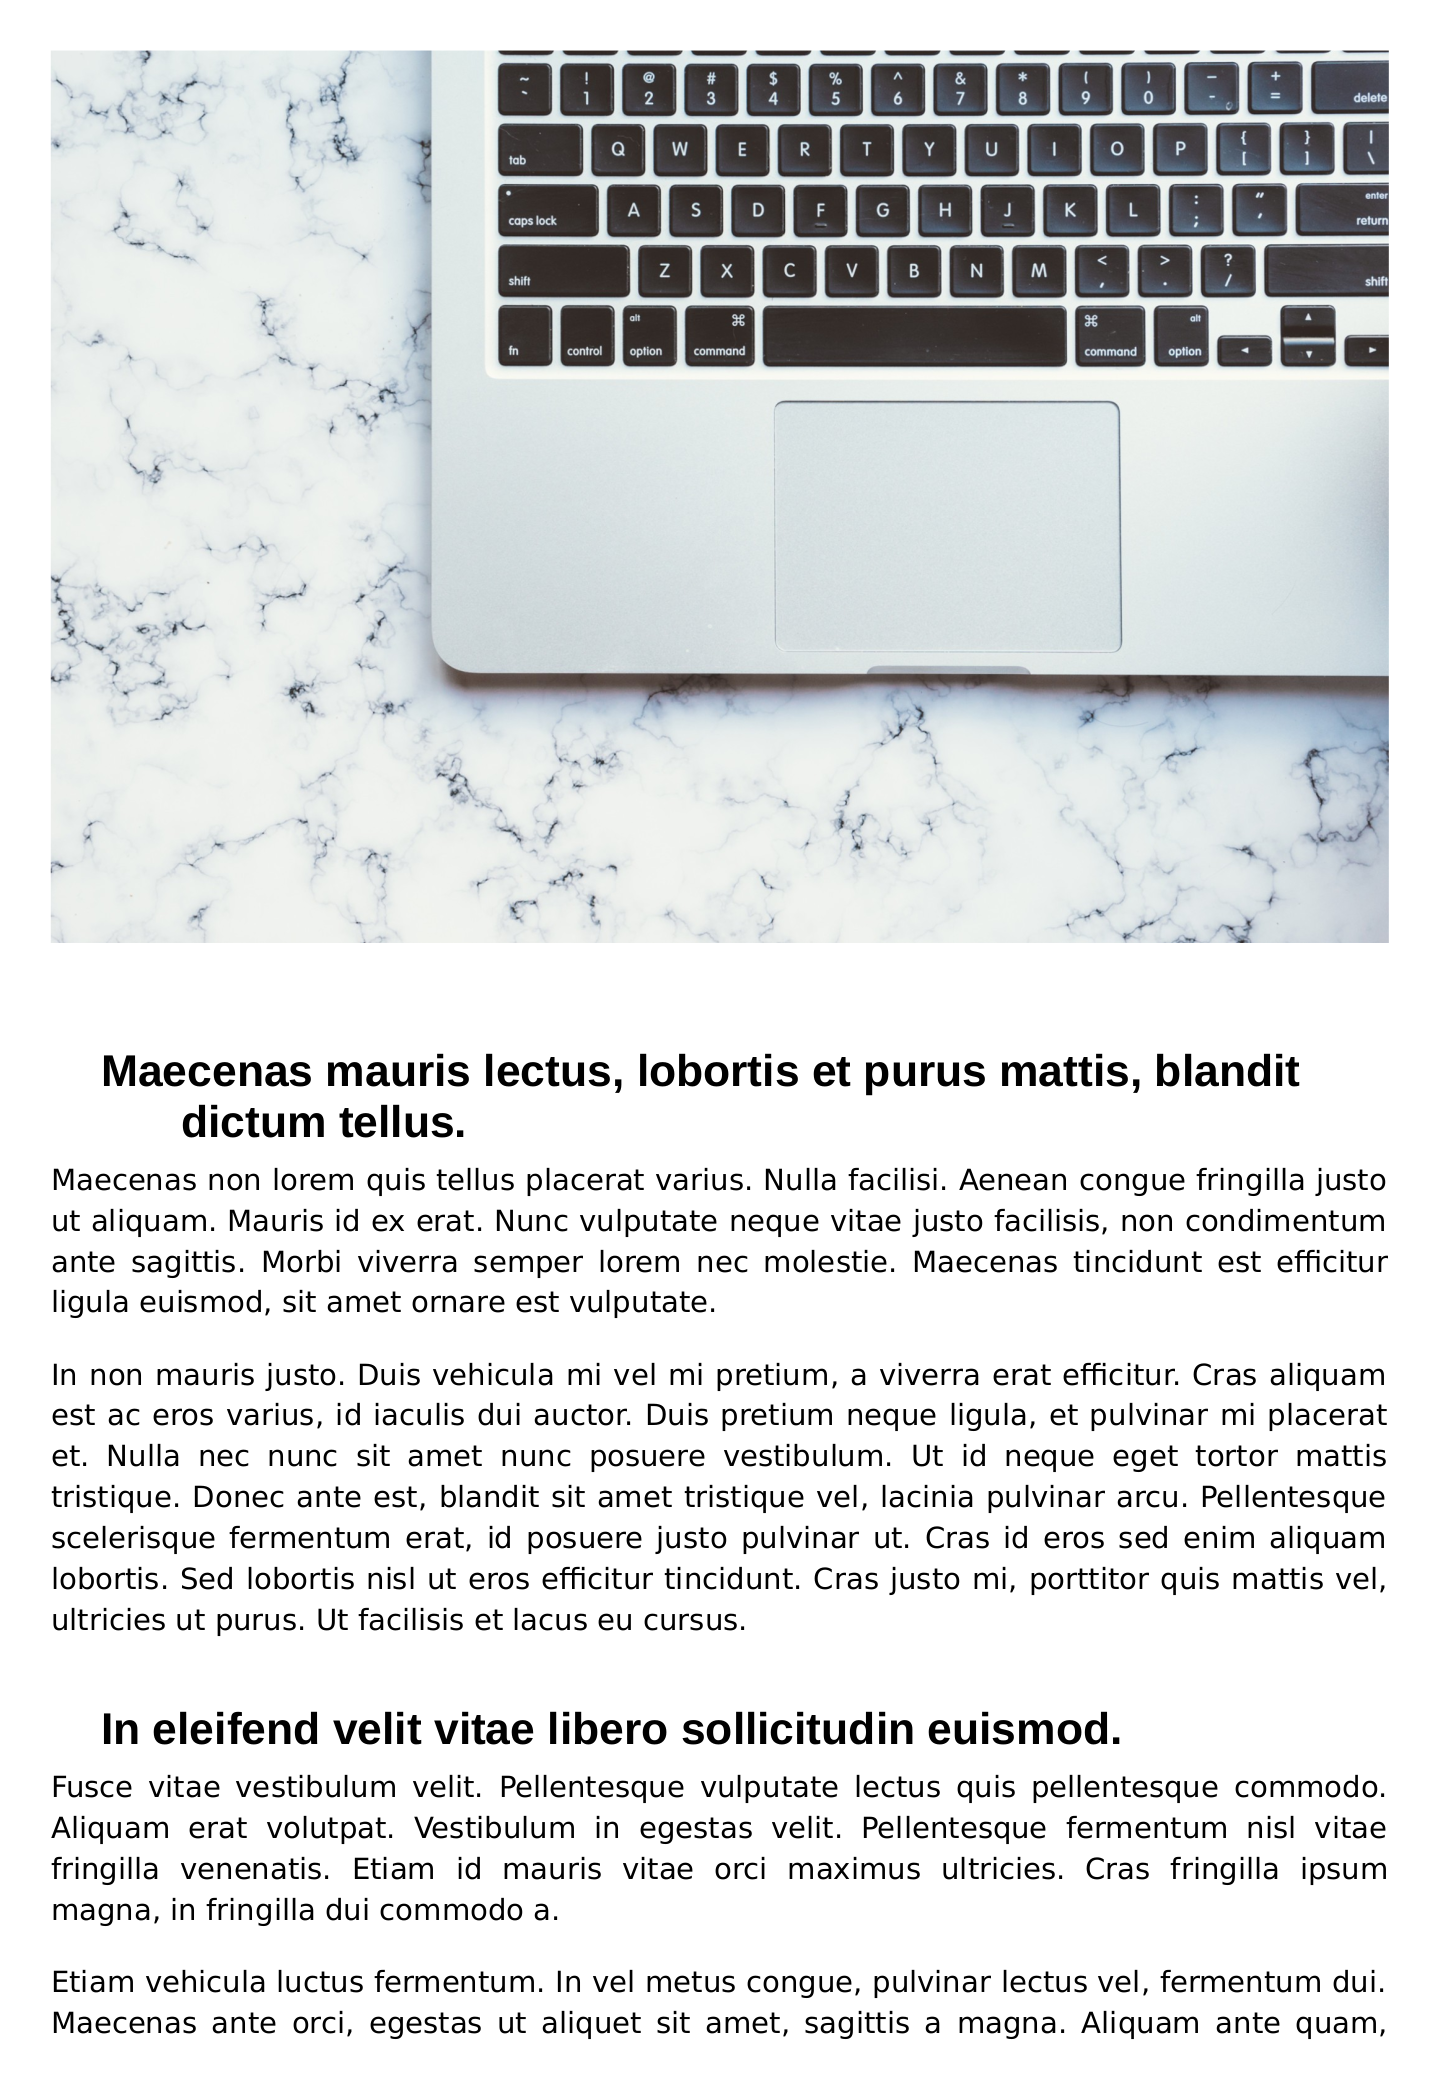 ~ ! @ # $ % ^ & * ( ) — +
` 1 2 3 4 5 6 7 8 9 0 - = delete
tab Q W E R T Y U I O P { [ } ] | \
caps lock A S D F G H J K L : ; “ ‘ enter return
shift Z X C V B N M < , > . ? / shift
fn control alt option ⌘ command ⌘ command alt option ◄ ▲ ▼ ►
Maecenas mauris lectus, lobortis et purus mattis, blandit
dictum tellus.
Maecenas non lorem quis tellus placerat varius. Nulla facilisi. Aenean congue fringilla justo
ut aliquam. Mauris id ex erat. Nunc vulputate neque vitae justo facilisis, non condimentum
ante sagittis. Morbi viverra semper lorem nec molestie. Maecenas tincidunt est efficitur
ligula euismod, sit amet ornare est vulputate.
In non mauris justo. Duis vehicula mi vel mi pretium, a viverra erat efficitur. Cras aliquam
est ac eros varius, id iaculis dui auctor. Duis pretium neque ligula, et pulvinar mi placerat
et. Nulla nec nunc sit amet nunc posuere vestibulum. Ut id neque eget tortor mattis
tristique. Donec ante est, blandit sit amet tristique vel, lacinia pulvinar arcu. Pellentesque
scelerisque fermentum erat, id posuere justo pulvinar ut. Cras id eros sed enim aliquam
lobortis. Sed lobortis nisl ut eros efficitur tincidunt. Cras justo mi, porttitor quis mattis vel,
ultricies ut purus. Ut facilisis et lacus eu cursus.
In eleifend velit vitae libero sollicitudin euismod.
Fusce vitae vestibulum velit. Pellentesque vulputate lectus quis pellentesque commodo.
Aliquam erat volutpat. Vestibulum in egestas velit. Pellentesque fermentum nisl vitae
fringilla venenatis. Etiam id mauris vitae orci maximus ultricies. Cras fringilla ipsum
magna, in fringilla dui commodo a.
Etiam vehicula luctus fermentum. In vel metus congue, pulvinar lectus vel, fermentum dui.
Maecenas ante orci, egestas ut aliquet sit amet, sagittis a magna. Aliquam ante quam,